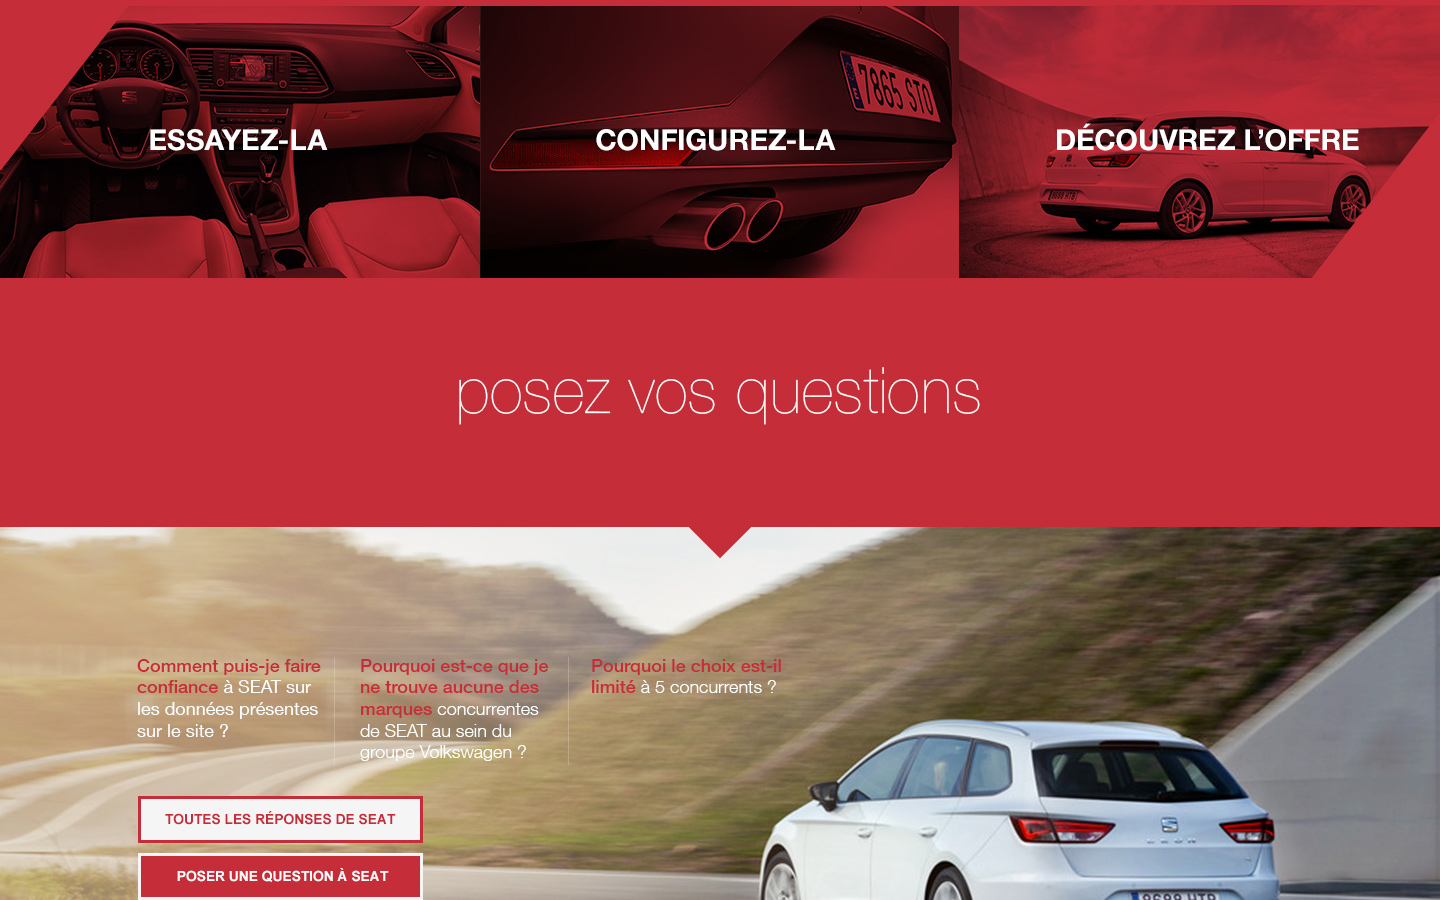 ESSAYEZ-LA
CONFIGUREZ-LA
7865 STO
DÉCOUVREZ L’OFFRE
posez vos questions
Comment puis-je faire
confiance à SEAT sur
les données présentes
sur le site ?
Pourquoi est-ce que je
ne trouve aucune des
marques concurrentes
de SEAT au sein du
groupe Volkswagen ?
Pourquoi le choix est-il
limité à 5 concurrents ?
TOUTES LES RÉPONSES DE SEAT
POSER UNE QUESTION À SEAT
LEON